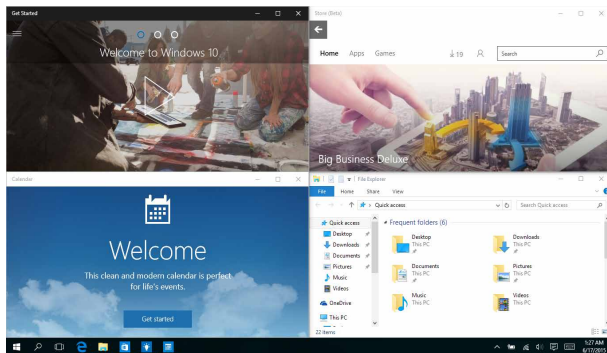 Get Started
Welcome to Windows 10
Store (Beta)
Home Apps Games 19 Search
Big Business Deluxe
Calendar
Welcome
This clean and modern calendar is perfect
for life's events.
Get started
File Explorer
File Home Share View
Quick access Search Quick access
Quick access
Desktop
Downloads
Documents
Pictures
Music
Videos
OneDrive
This PC
22 items
Frequent folders (6)
Desktop
This PC
Downloads
This PC
Documents
This PC
Pictures
This PC
Music
This PC
Videos
This PC
1:27 AM
6/17/2015